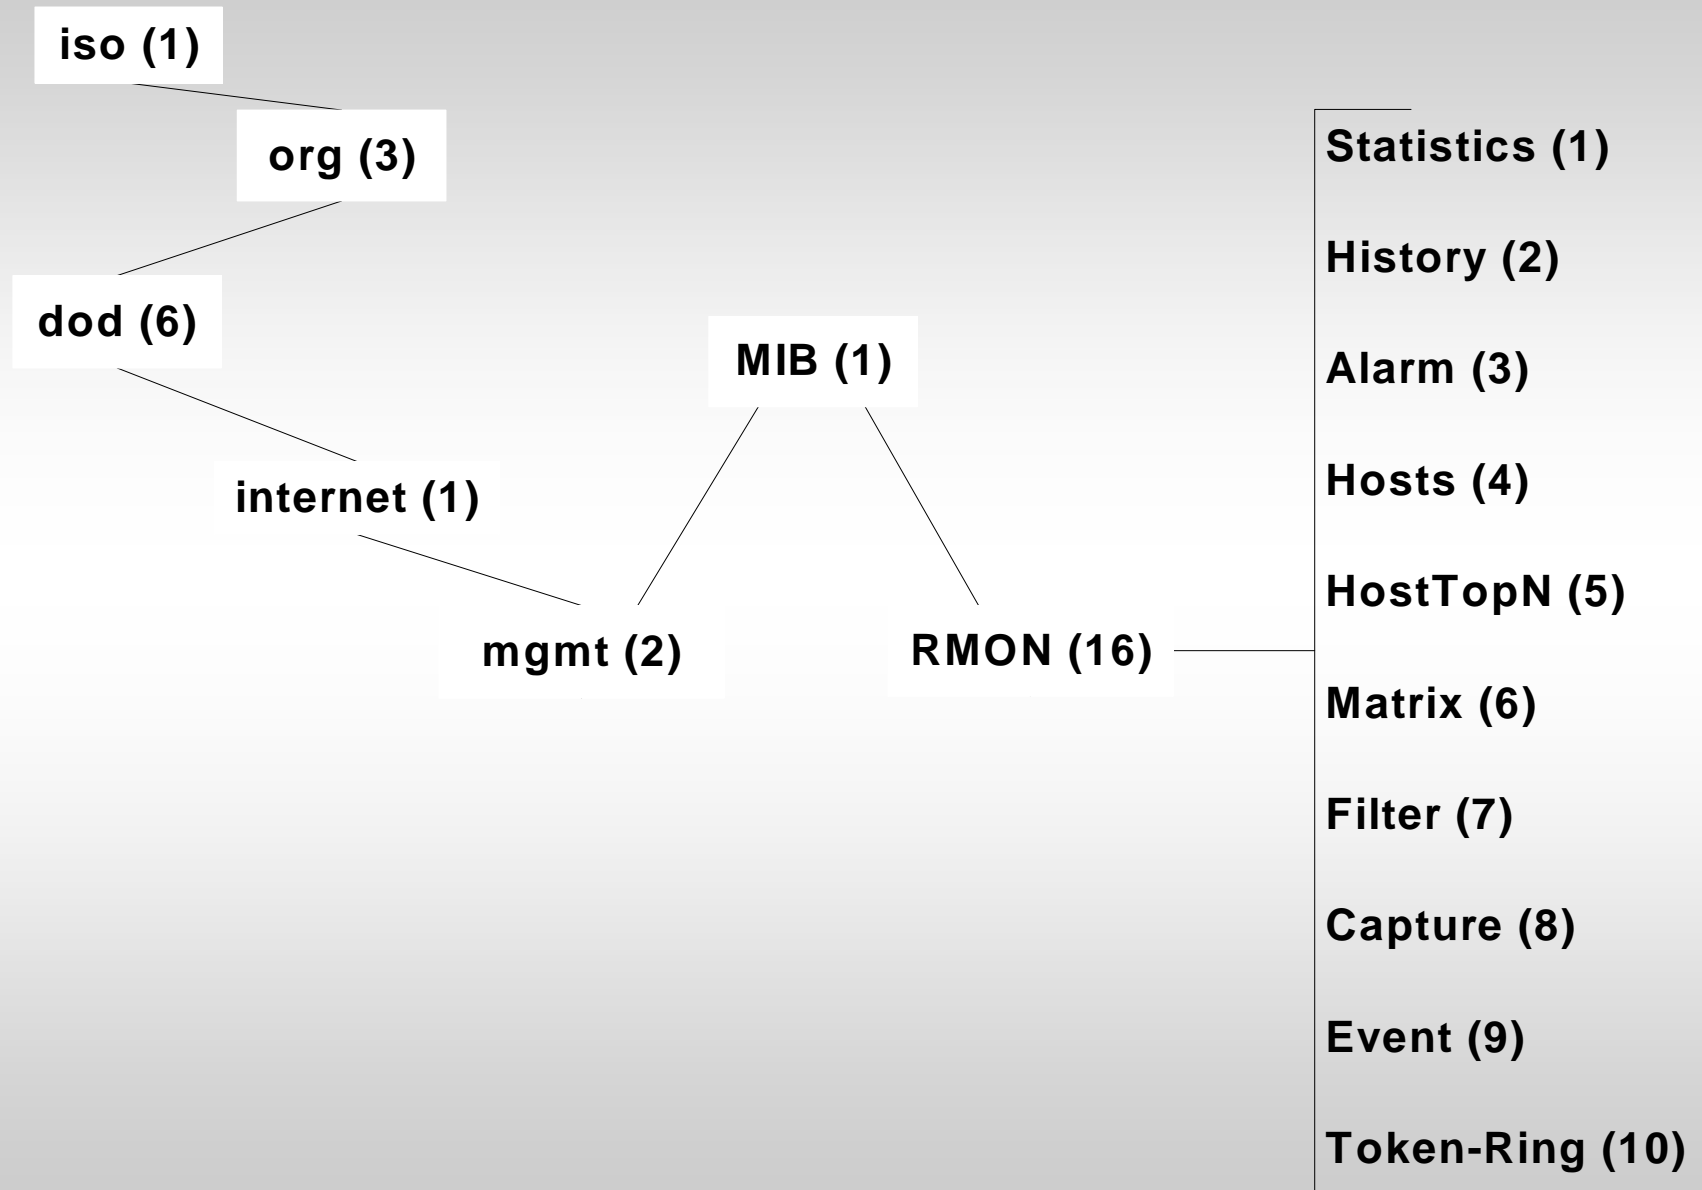 iso (1)
org (3)
dod (6)
internet (1)
mgmt (2)
MIB (1)
RMON (16)
Statistics (1)
History (2)
Alarm (3)
Hosts (4)
HostTopN (5)
Matrix (6)
Filter (7)
Capture (8)
Event (9)
Token-Ring (10)